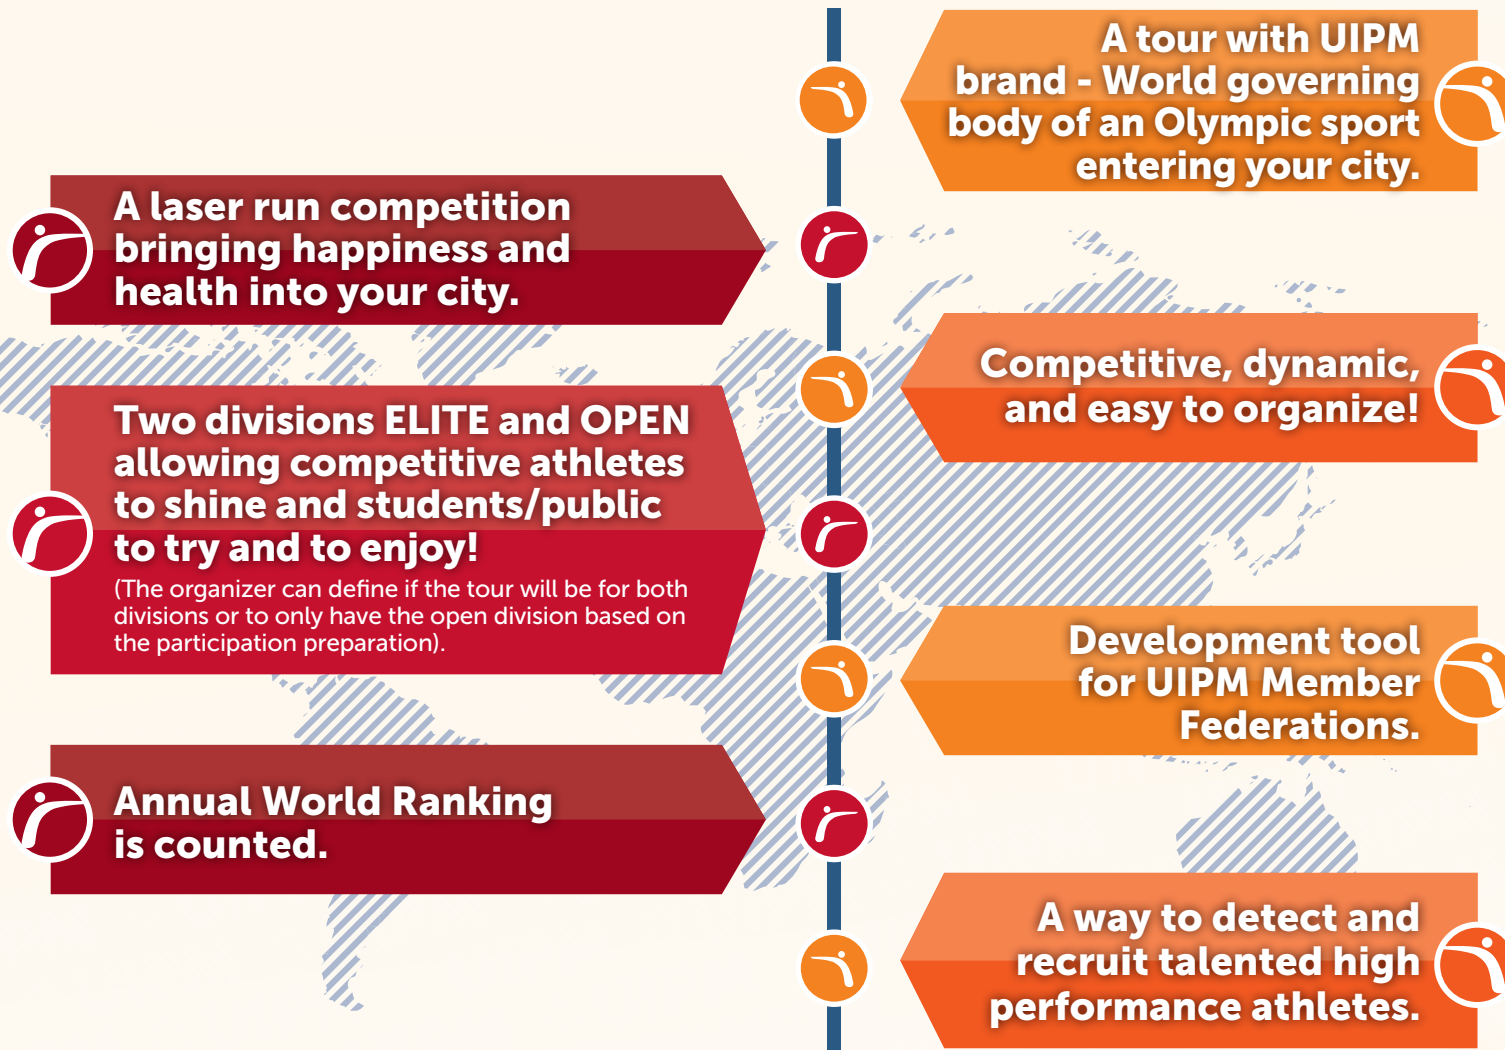 A tour with UIPM
brand - World governing
body of an Olympic sport
entering your city.
A laser run competition
bringing happiness and
health into your city.
Competitive, dynamic,
and easy to organize!
Two divisions ELITE and OPEN
allowing competitive athletes
to shine and students/public
to try and to enjoy!
(The organizer can define if the tour will be for both
divisions or to only have the open division based on
the participation preparation).
Development tool
for UIPM Member
Federations.
Annual World Ranking
is counted.
A way to detect and
recruit talented high
performance athletes.